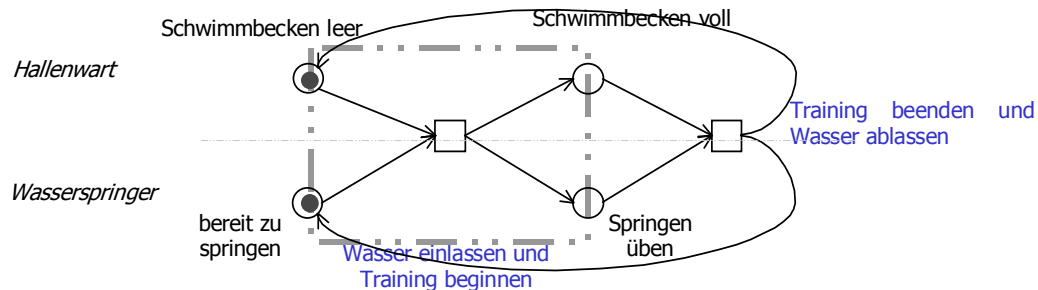 Schwimmbecken leer
Schwimmbecken voll
Hallenwart
Training beenden und
Wasser ablassen
Wasserspringer
bereit zu
springen
Springen
üben
Wasser einlassen und
Training beginnen